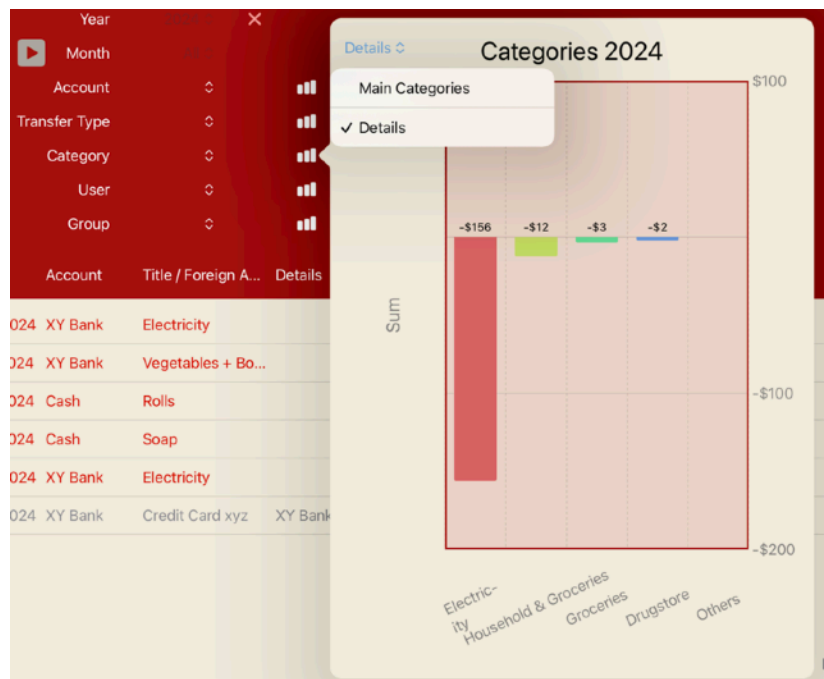 Year
Month
Account
Transfer Type
Category
User
Group
Account Title / Foreign A... Details
024 XY Bank Electricity
024 XY Bank Vegetables + Bo...
024 Cash Rolls
024 Cash Soap
024 XY Bank Electricity
024 XY Bank Credit Card xyz XY Bank
Details
Categories 2024
Main Categories
✓ Details
$100
-$156 -$12 -$3 -$2
Sum
-$100
-$200
Electric-
ity
Household & Groceries
Groceries
Drugstore
Others